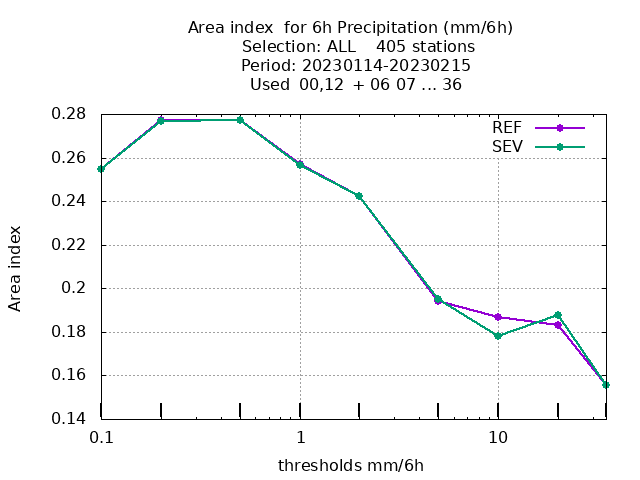 Area index  for 6h Precipitation (mm/6h)
Selection: ALL    405 stations
Period: 20230114-20230215
Used  00,12  + 06 07 ... 36
REF
SEV
0.28
0.26
0.24
0.22
0.2
0.18
0.16
0.14
Area index
0.1
1
10
thresholds mm/6h